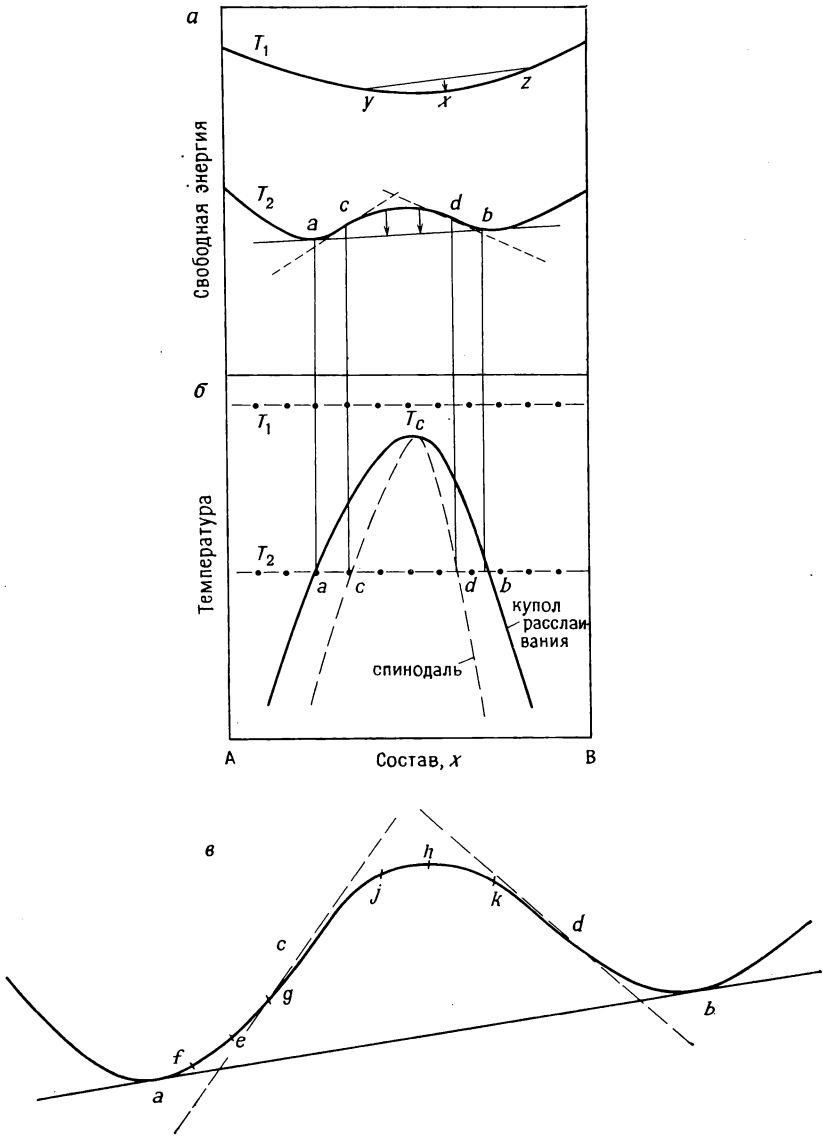 а
T₁
y
x
z
Свободная энергия
T₂
a
c
d
b
б
T₁
Tc
Температура
T₂
a
c
d
b
купол
расслаи-
вания
спинодаль
A
Состав, x
B
в
h
j
k
c
d
g
e
f
a
b